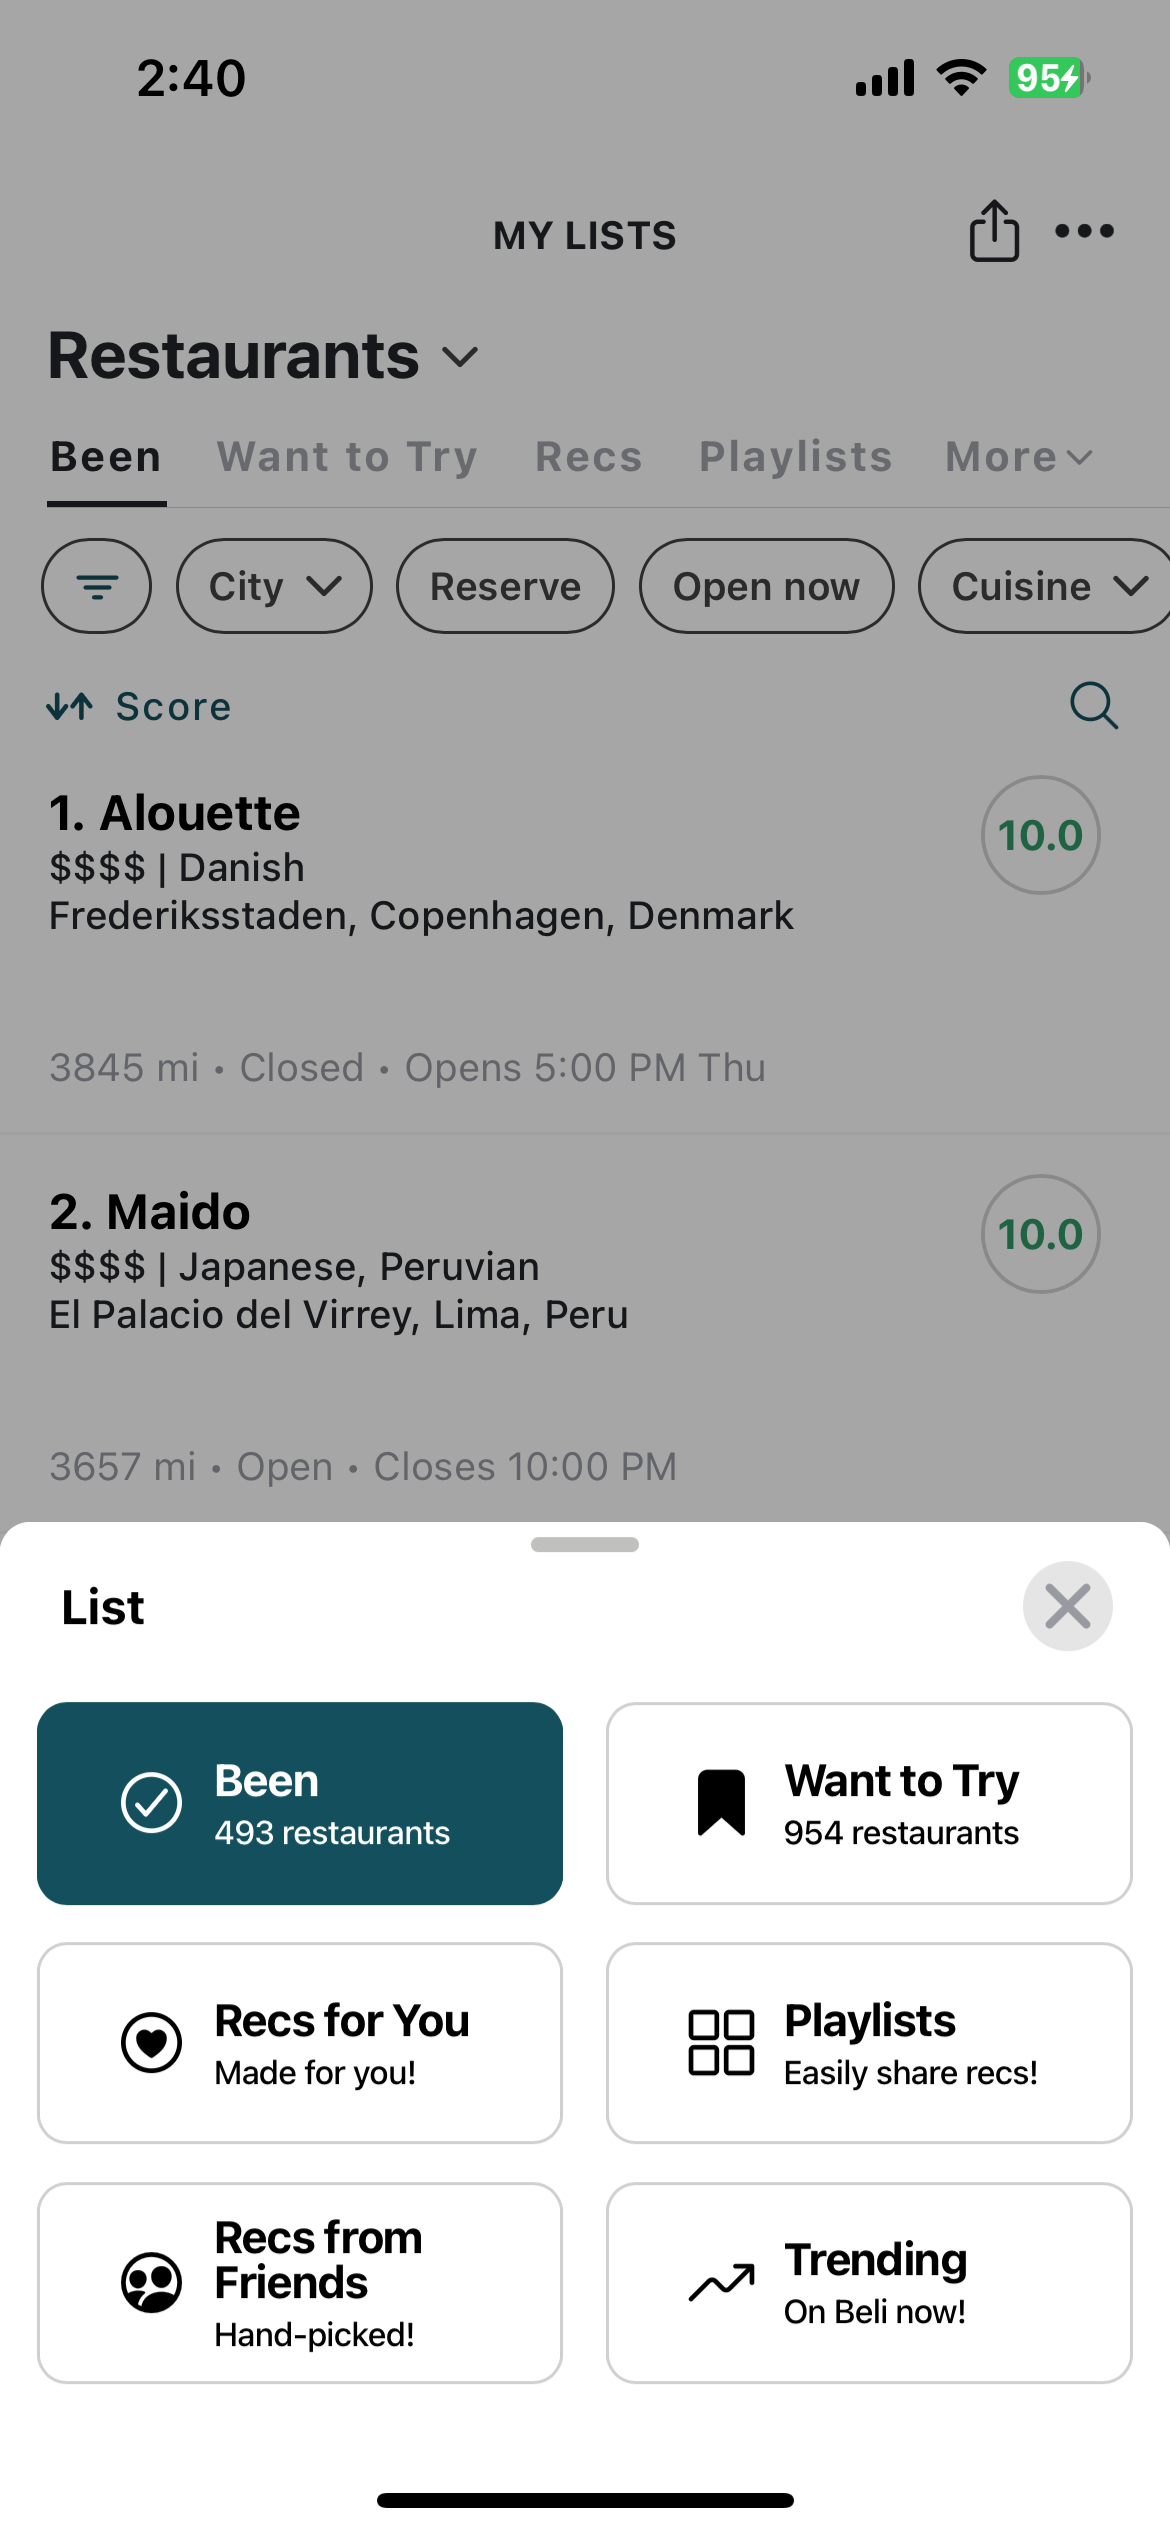 2:40
95
MY LISTS
Restaurants
Been Want to Try Recs Playlists More
City Reserve Open now Cuisine
Score
1. Alouette
10.0
$$$$ | Danish
Frederiksstaden, Copenhagen, Denmark
3845 mi • Closed • Opens 5:00 PM Thu
2. Maido
10.0
$$$$ | Japanese, Peruvian
El Palacio del Virrey, Lima, Peru
3657 mi • Open • Closes 10:00 PM
List
Been
493 restaurants
Want to Try
954 restaurants
Recs for You
Made for you!
Playlists
Easily share recs!
Recs from
Friends
Hand-picked!
Trending
On Beli now!